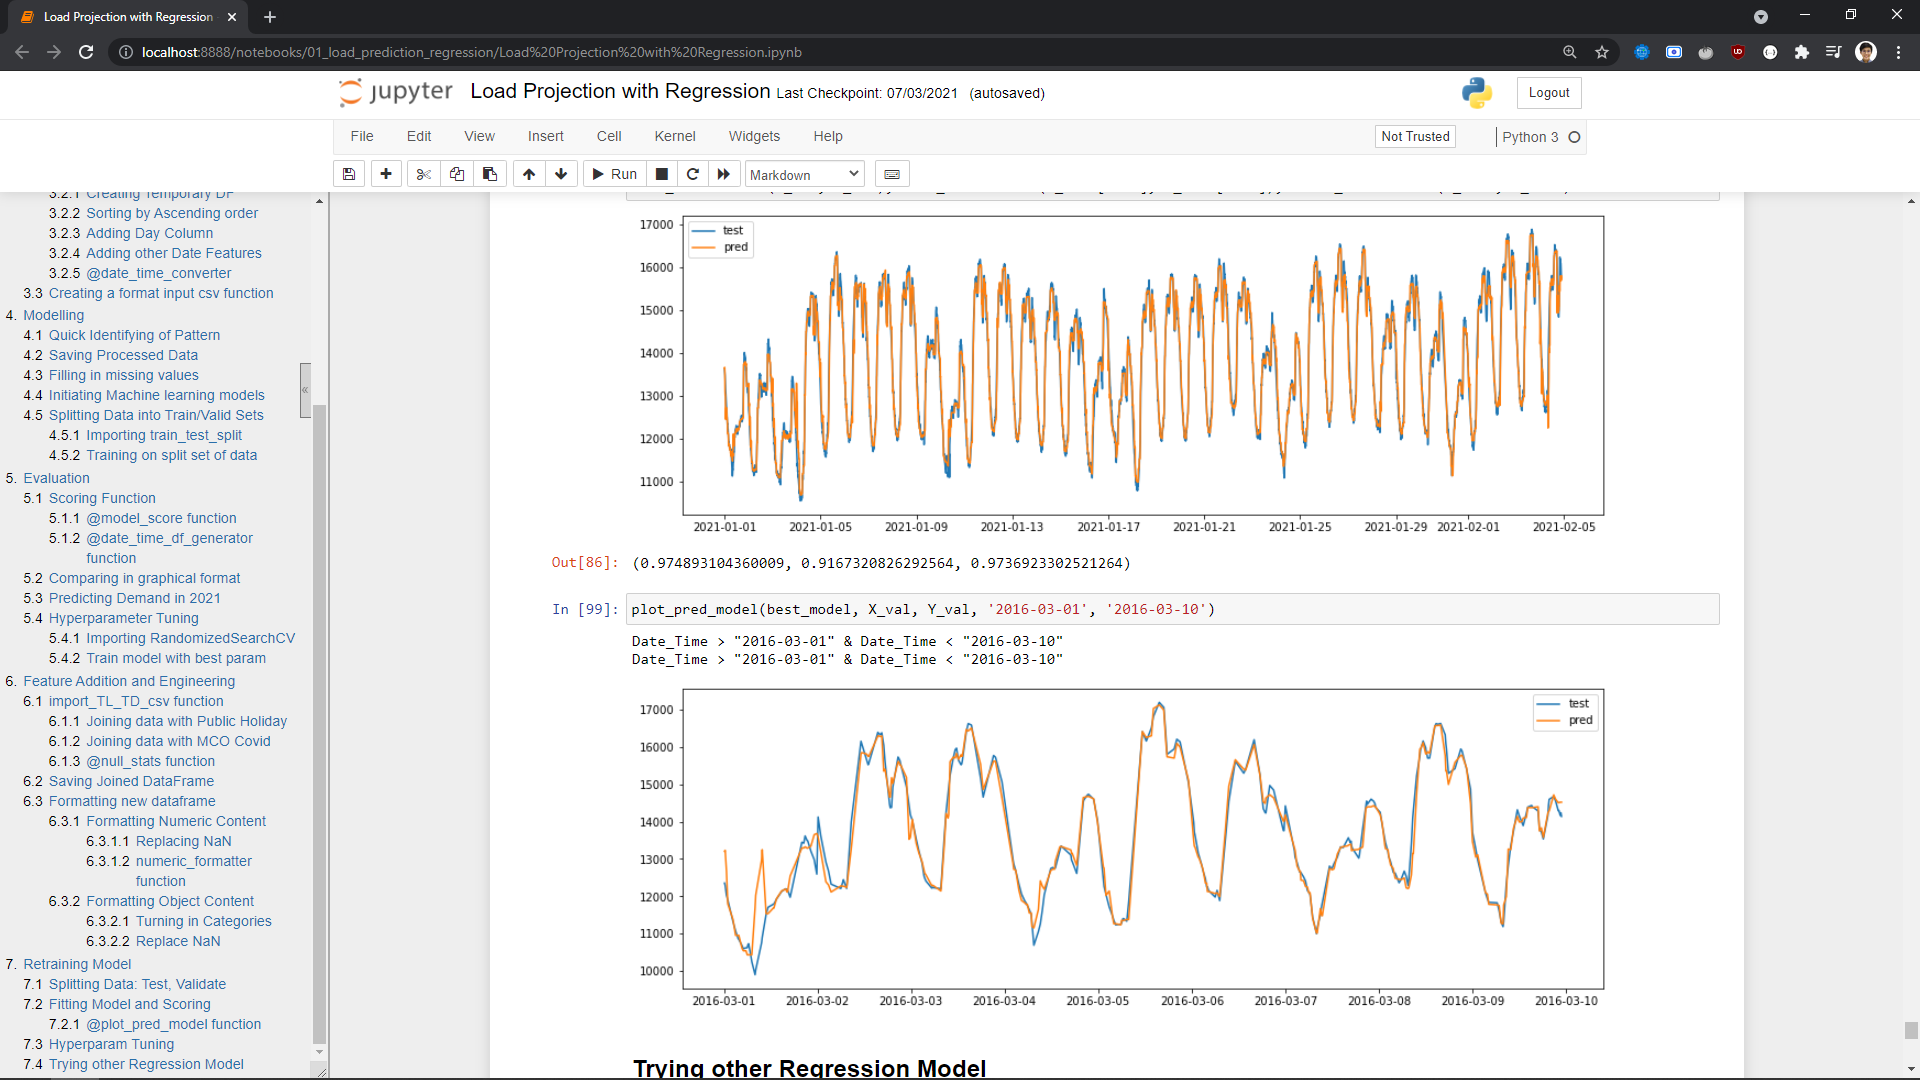 Load Projection with Regression
localhost:8888/notebooks/01_load_prediction_regression/Load%20Projection%20with%20Regression.ipynb
jupyter Load Projection with Regression Last Checkpoint: 07/03/2021 (autosaved)
Logout
File Edit View Insert Cell Kernel Widgets Help
Not Trusted
Python 3
Run
Markdown
3.2.1 Creating Temporary DF
3.2.2 Sorting by Ascending order
3.2.3 Adding Day Column
3.2.4 Adding other Date Features
3.2.5 @date_time_converter
3.3 Creating a format input csv function
4. Modelling
4.1 Quick Identifying of Pattern
4.2 Saving Processed Data
4.3 Filling in missing values
4.4 Initiating Machine learning models
4.5 Splitting Data into Train/Valid Sets
4.5.1 Importing train_test_split
4.5.2 Training on split set of data
5. Evaluation
5.1 Scoring Function
5.1.1 @model_score function
5.1.2 @date_time_df_generator
function
5.2 Comparing in graphical format
5.3 Predicting Demand in 2021
5.4 Hyperparameter Tuning
5.4.1 Importing RandomizedSearchCV
5.4.2 Train model with best param
6. Feature Addition and Engineering
6.1 import_TL_TD_csv function
6.1.1 Joining data with Public Holiday
6.1.2 Joining data with MCO Covid
6.1.3 @null_stats function
6.2 Saving Joined DataFrame
6.3 Formatting new dataframe
6.3.1 Formatting Numeric Content
6.3.1.1 Replacing NaN
6.3.1.2 numeric_formatter
function
6.3.2 Formatting Object Content
6.3.2.1 Turning in Categories
6.3.2.2 Replace NaN
7. Retraining Model
7.1 Splitting Data: Test, Validate
7.2 Fitting Model and Scoring
7.2.1 @plot_pred_model function
7.3 Hyperparam Tuning
7.4 Trying other Regression Model
test
pred
17000
16000
15000
14000
13000
12000
11000
2021-01-01 2021-01-05 2021-01-09 2021-01-13 2021-01-17 2021-01-21 2021-01-25 2021-01-29 2021-02-01 2021-02-05
Out[86]: (0.974893104360009, 0.9167320826292564, 0.9736923302521264)
In [99]: plot_pred_model(best_model, X_val, Y_val, '2016-03-01', '2016-03-10')
Date_Time > "2016-03-01" & Date_Time < "2016-03-10"
Date_Time > "2016-03-01" & Date_Time < "2016-03-10"
test
pred
17000
16000
15000
14000
13000
12000
11000
10000
2016-03-01 2016-03-02 2016-03-03 2016-03-04 2016-03-05 2016-03-06 2016-03-07 2016-03-08 2016-03-09 2016-03-10
Trying other Regression Model